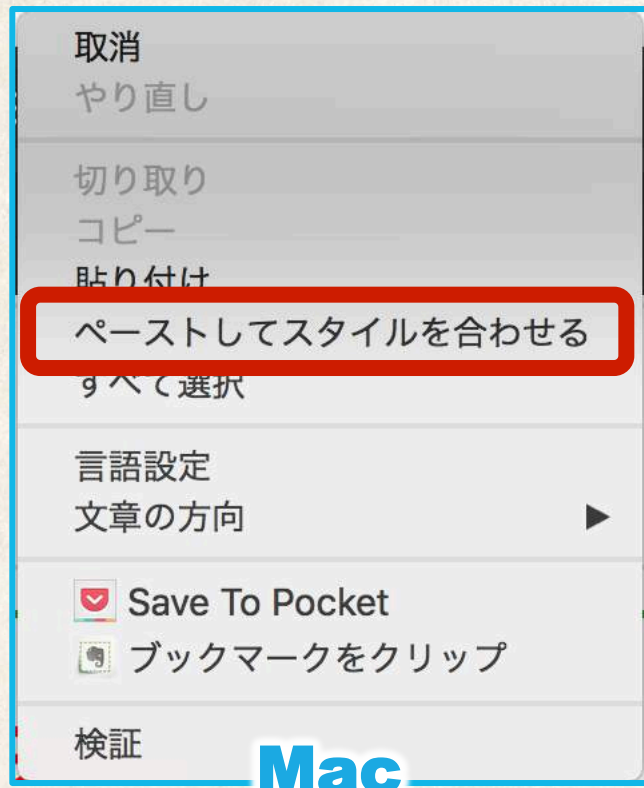 取消
やり直し
切り取り
コピー
貼り付け
ペーストしてスタイルを合わせる
すべて選択
言語設定
文章の方向
Save To Pocket
ブックマークをクリップ
検証
Mac